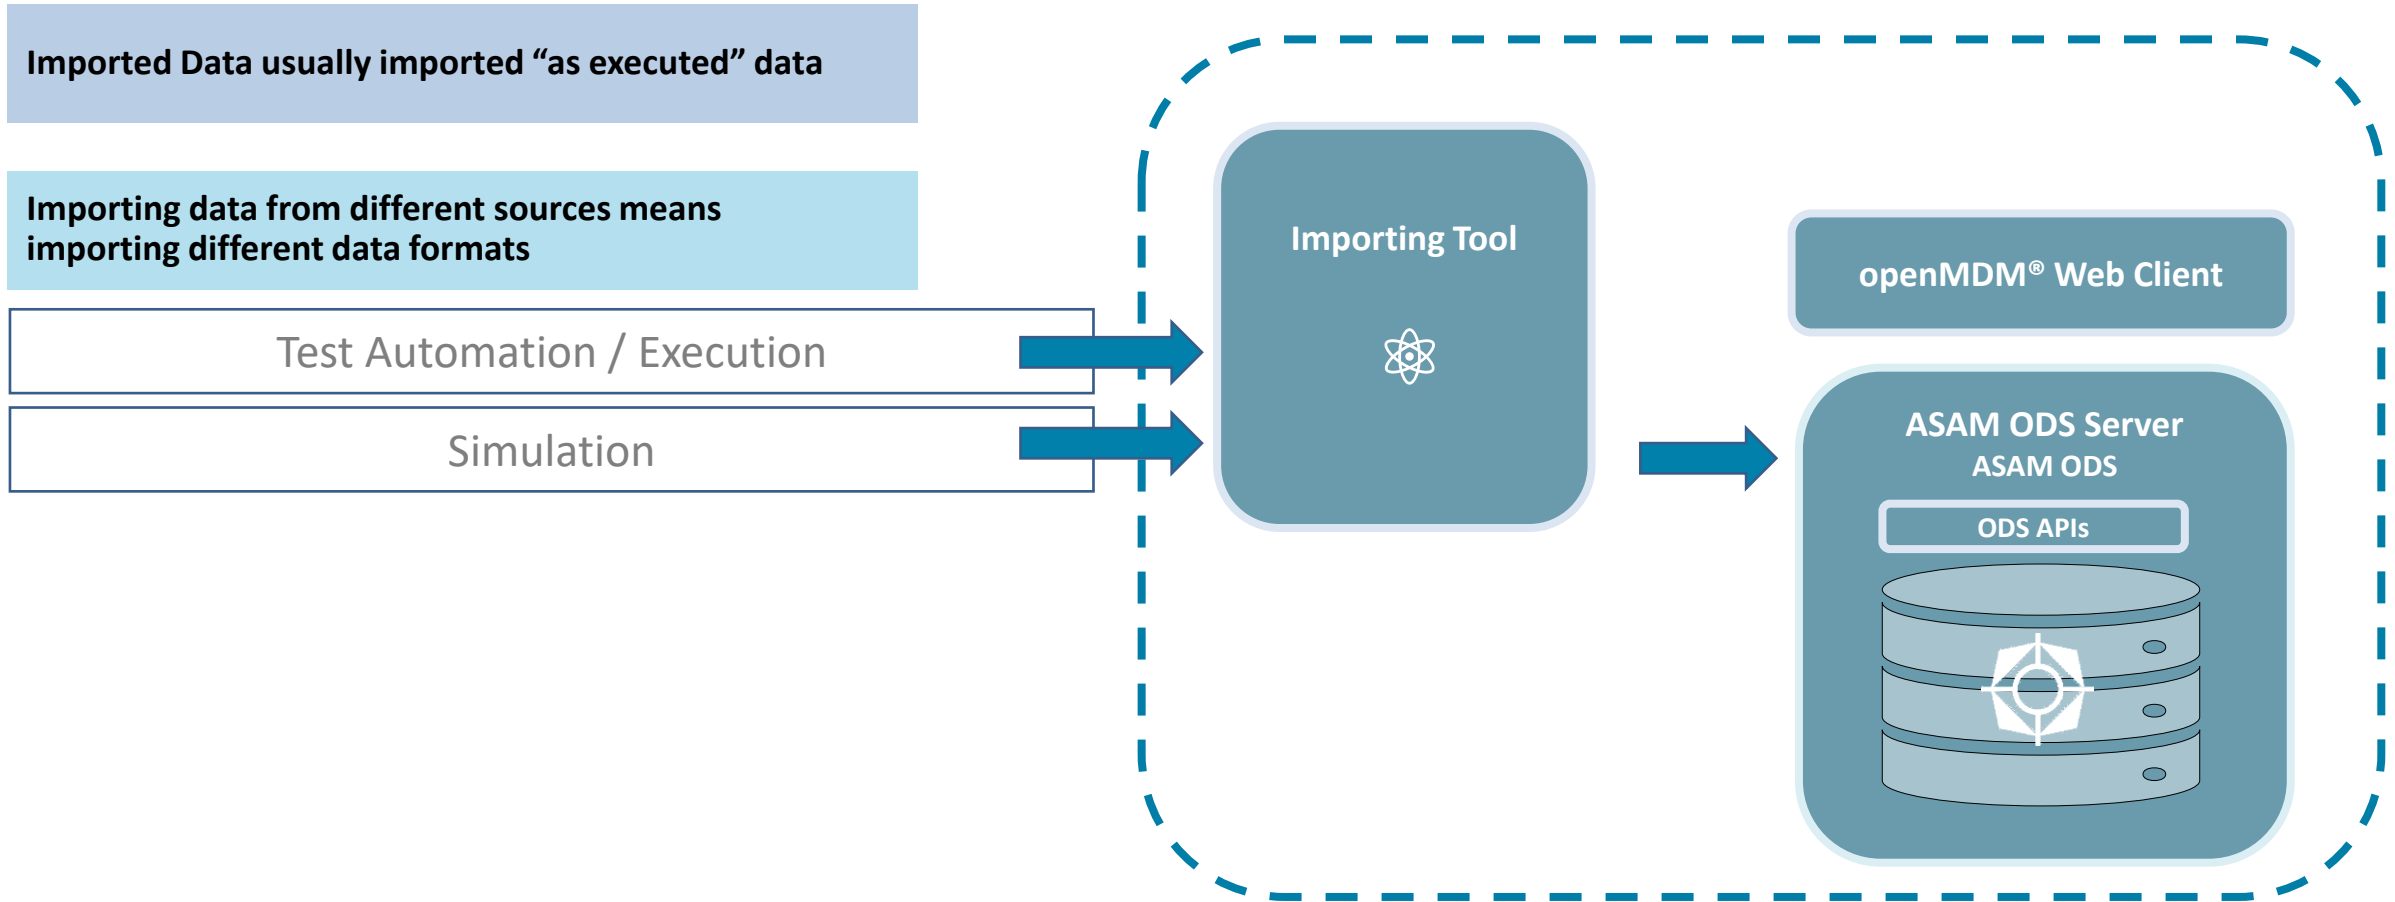 Imported Data usually imported “as executed” data
Importing data from different sources means
importing different data formats
Test Automation / Execution
Simulation
Importing Tool
openMDM® Web Client
ASAM ODS Server
ASAM ODS
ODS APIs